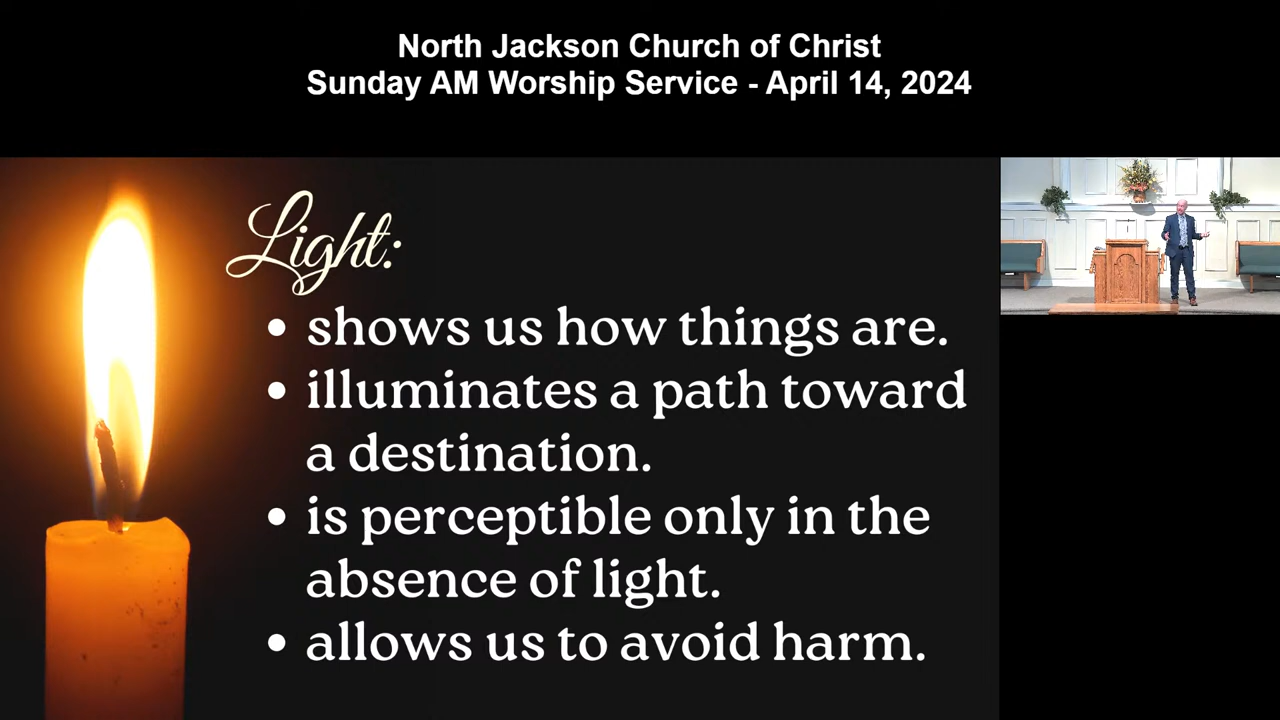 North Jackson Church of Christ
Sunday AM Worship Service - April 14, 2024
Light:
• shows us how things are.
• illuminates a path toward
a destination.
• is perceptible only in the
absence of light.
• allows us to avoid harm.